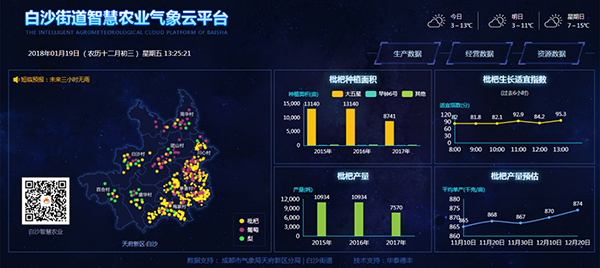 白沙街道智慧农业气象云平台
THE INTELLIGENT AGROMETEOROLOGICAL CLOUD PLATFORM OF BAISHA
今日
3~13℃
明日
3~11℃
星期日
7~15℃
2018年01月19日（农历十二月初三）星期五 13:25:21
生产数据
经营数据
资源数据
短临预报：未来三小时无雨
白沙智慧农业
天府新区·白沙
枇杷
葡萄
梨
枇杷种植面积
种植面积(亩)
大五星
早钟6号
其他
15,000
10,000
5,000
0
13140
13140
8741
2015年
2016年
2017年
枇杷生长适宜指数
(过去6小时)
适宜指数(分)
120
90
60
30
0
82
81.8
82.1
92.9
84.2
95.3
8:00
9:00
10:00
11:00
12:00
13:00
枇杷产量
产量(吨)
12,000
9,000
6,000
3,000
0
10934
10934
7570
2015年
2016年
2017年
枇杷产量预估
平均单产(千克/亩)
880
875
870
865
860
865
868
867
870
874
11月10日
11月20日
11月30日
12月10日
12月20日
数据支持：成都市气象局天府新区分局 | 白沙街道
技术支持：华泰德丰